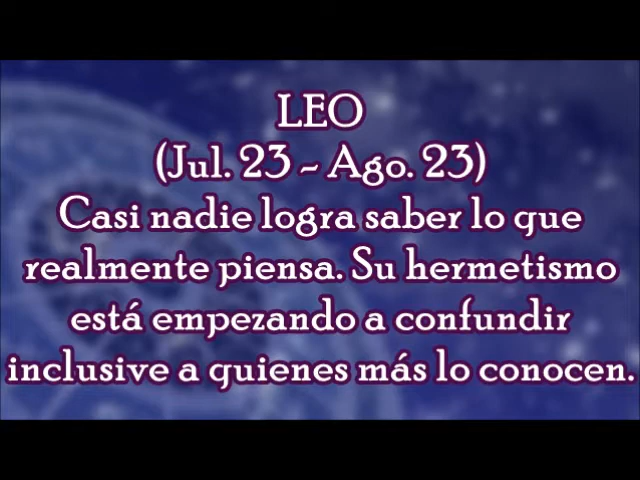 LEO
(Jul. 23 - Ago. 23)
Casi nadie logra saber lo que
realmente piensa. Su hermetismo
está empezando a confundir
inclusive a quienes más lo conocen.